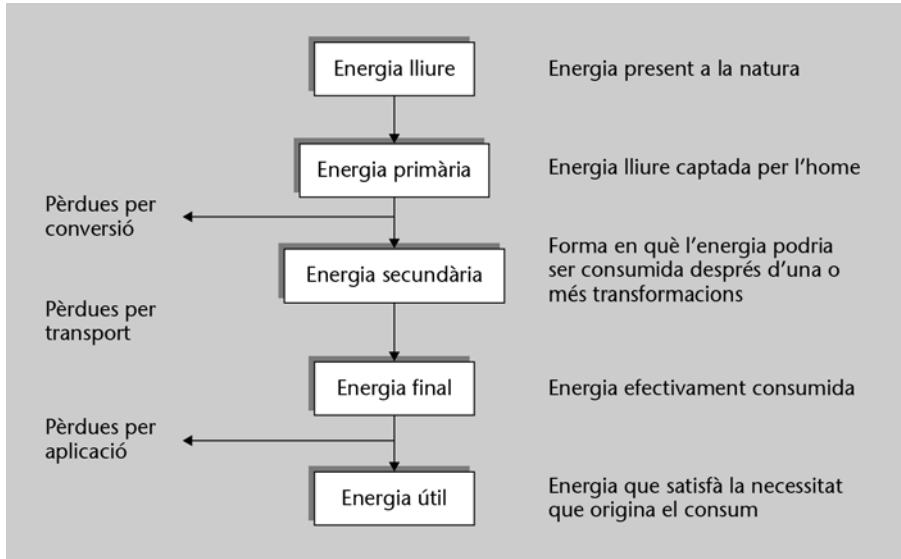 Energia lliure
Energia present a la natura
Energia primària
Energia lliure captada per l'home
Pèrdues per
conversió
Energia secundària
Forma en què l'energia podria
ser consumida després d'una o
més transformacions
Pèrdues per
transport
Energia final
Energia efectivament consumida
Pèrdues per
aplicació
Energia útil
Energia que satisfà la necessitat
que origina el consum